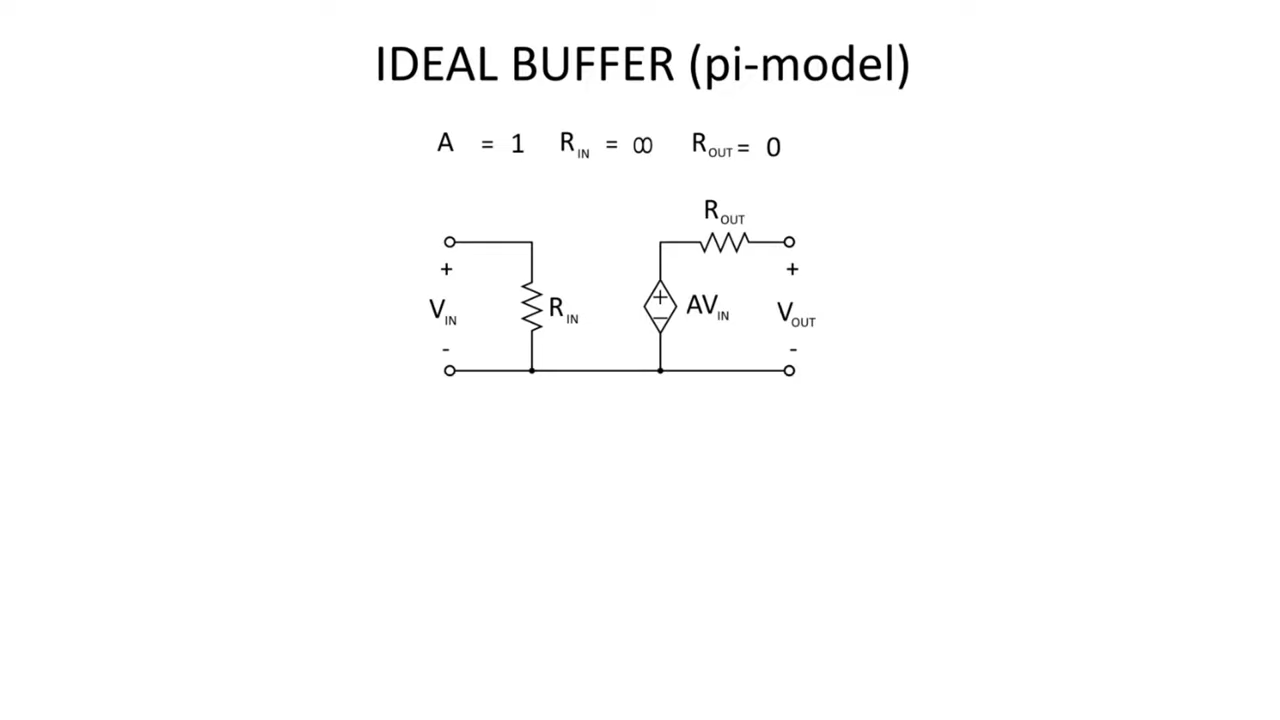 IDEAL BUFFER (pi-model)
A = 1 R_IN = ∞ R_OUT = 0
R_OUT
+ + +
V_IN R_IN AV_IN V_OUT
- − -